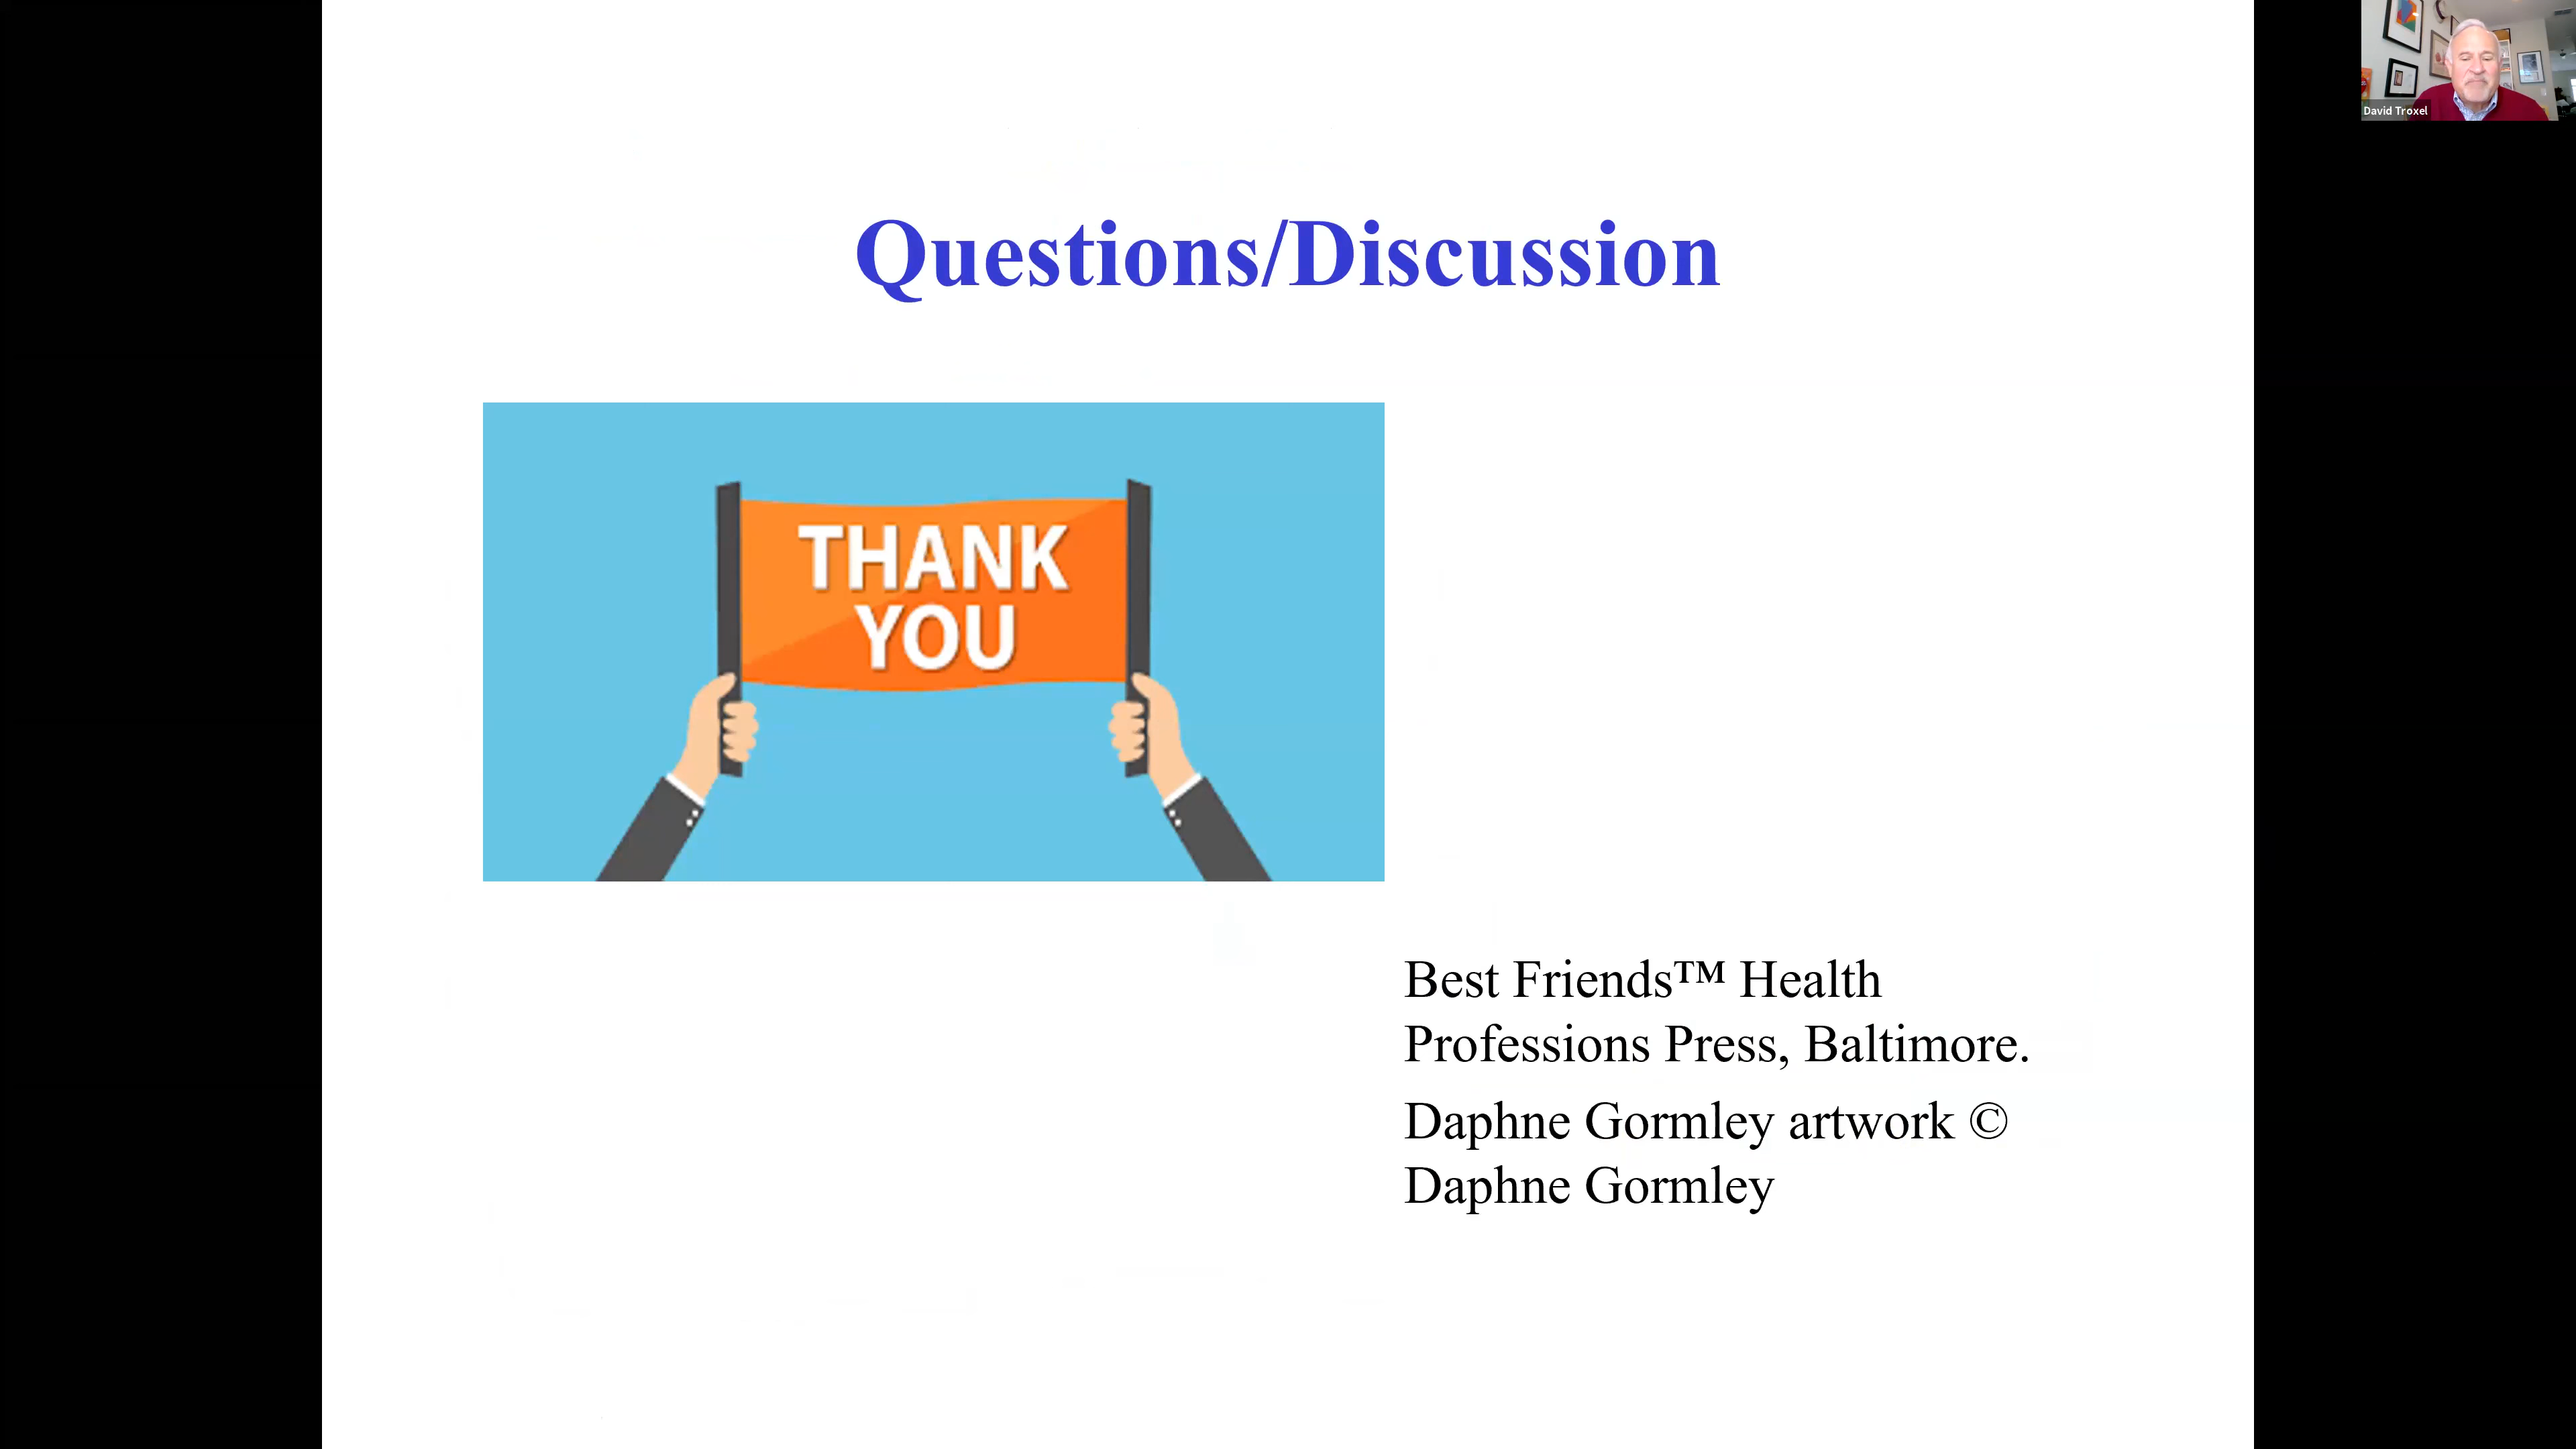 David Troxel
Questions/Discussion
THANK
YOU
Best Friends™ Health
Professions Press, Baltimore.
Daphne Gormley artwork ©
Daphne Gormley